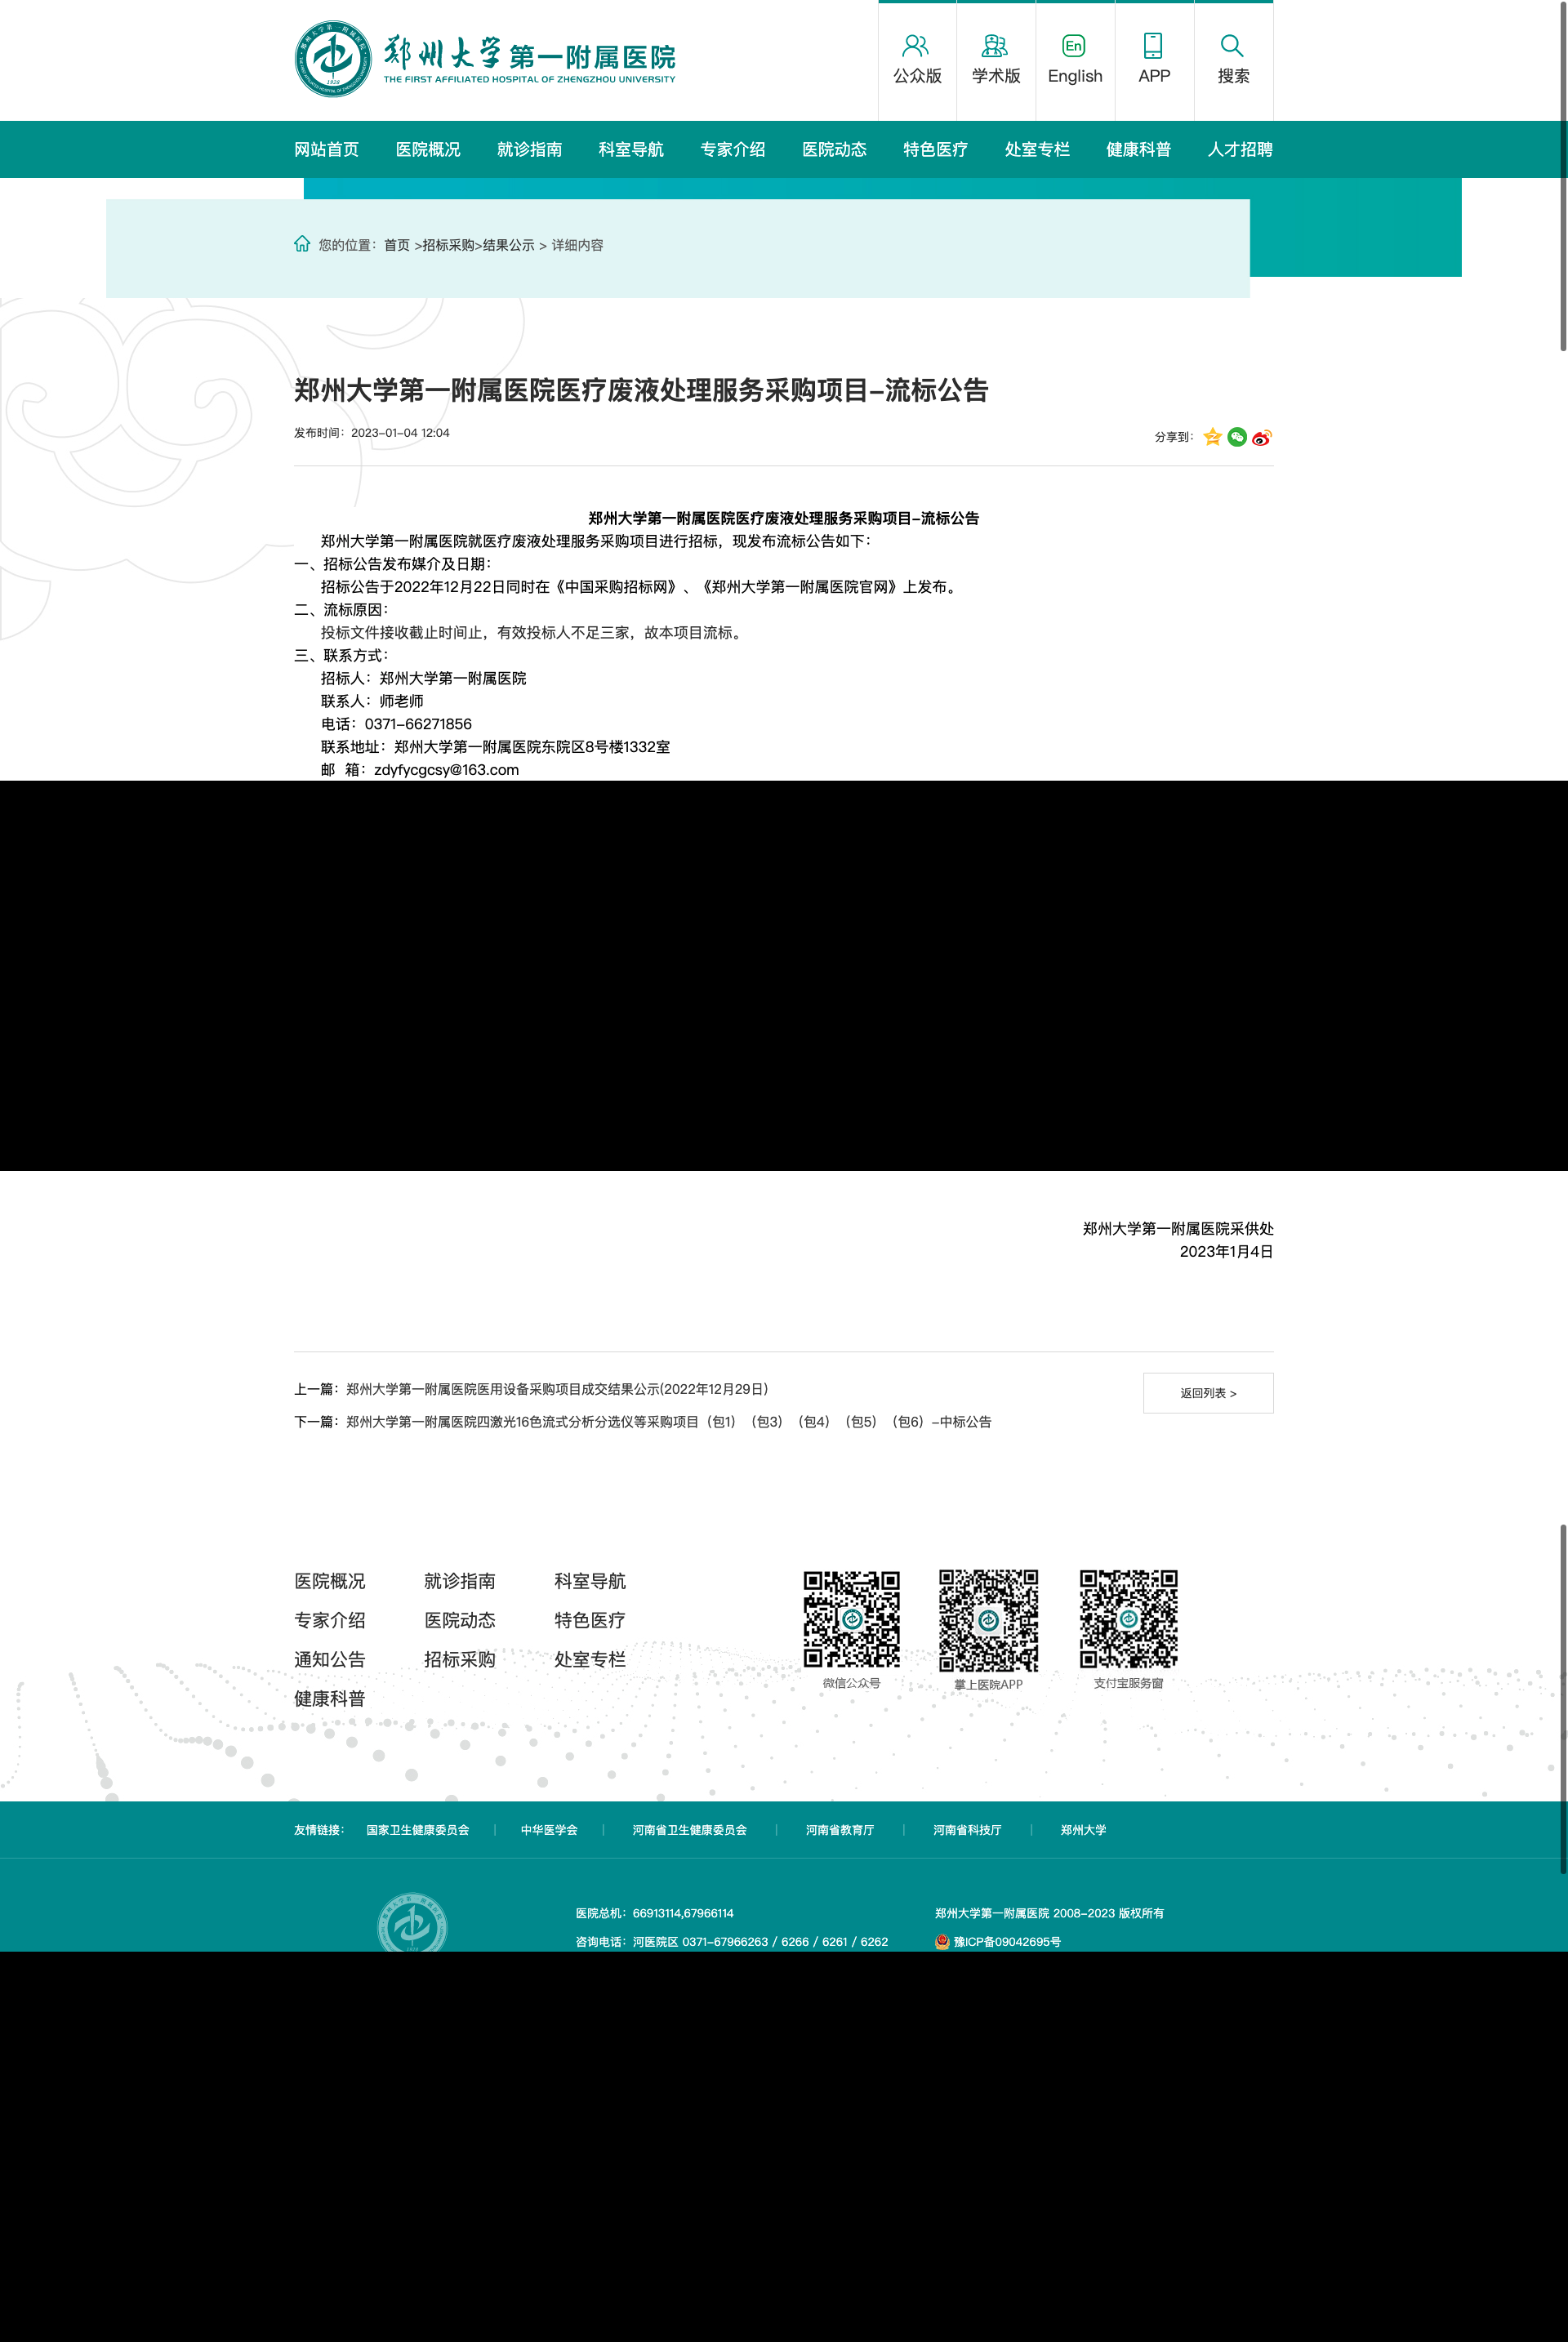 郑州大学第一附属医院
THE FIRST AFFILIATED HOSPITAL OF ZHENGZHOU UNIVERSITY
1928
公众版
学术版
En
English
APP
搜索
网站首页 医院概况 就诊指南 科室导航 专家介绍 医院动态 特色医疗 处室专栏 健康科普 人才招聘
您的位置：首页 >招标采购>结果公示 > 详细内容
郑州大学第一附属医院医疗废液处理服务采购项目-流标公告
发布时间：2023-01-04 12:04
分享到：
郑州大学第一附属医院医疗废液处理服务采购项目-流标公告
郑州大学第一附属医院就医疗废液处理服务采购项目进行招标，现发布流标公告如下：
一、招标公告发布媒介及日期：
招标公告于2022年12月22日同时在《中国采购招标网》、《郑州大学第一附属医院官网》上发布。
二、流标原因：
投标文件接收截止时间止，有效投标人不足三家，故本项目流标。
三、联系方式：
招标人：郑州大学第一附属医院
联系人：师老师
电话：0371-66271856
联系地址：郑州大学第一附属医院东院区8号楼1332室
邮 箱：zdyfycgcsy@163.com
郑州大学第一附属医院采供处
2023年1月4日
上一篇：郑州大学第一附属医院医用设备采购项目成交结果公示(2022年12月29日)
返回列表 >
下一篇：郑州大学第一附属医院四激光16色流式分析分选仪等采购项目（包1）（包3）（包4）（包5）（包6）-中标公告
医院概况 就诊指南 科室导航
专家介绍 医院动态 特色医疗
通知公告 招标采购 处室专栏
健康科普
微信公众号 掌上医院APP 支付宝服务窗
友情链接： 国家卫生健康委员会 | 中华医学会 | 河南省卫生健康委员会 | 河南省教育厅 | 河南省科技厅 | 郑州大学
医院总机：66913114,67966114
郑州大学第一附属医院 2008-2023 版权所有
咨询电话：河医院区 0371-67966263 / 6266 / 6261 / 6262
豫ICP备09042695号